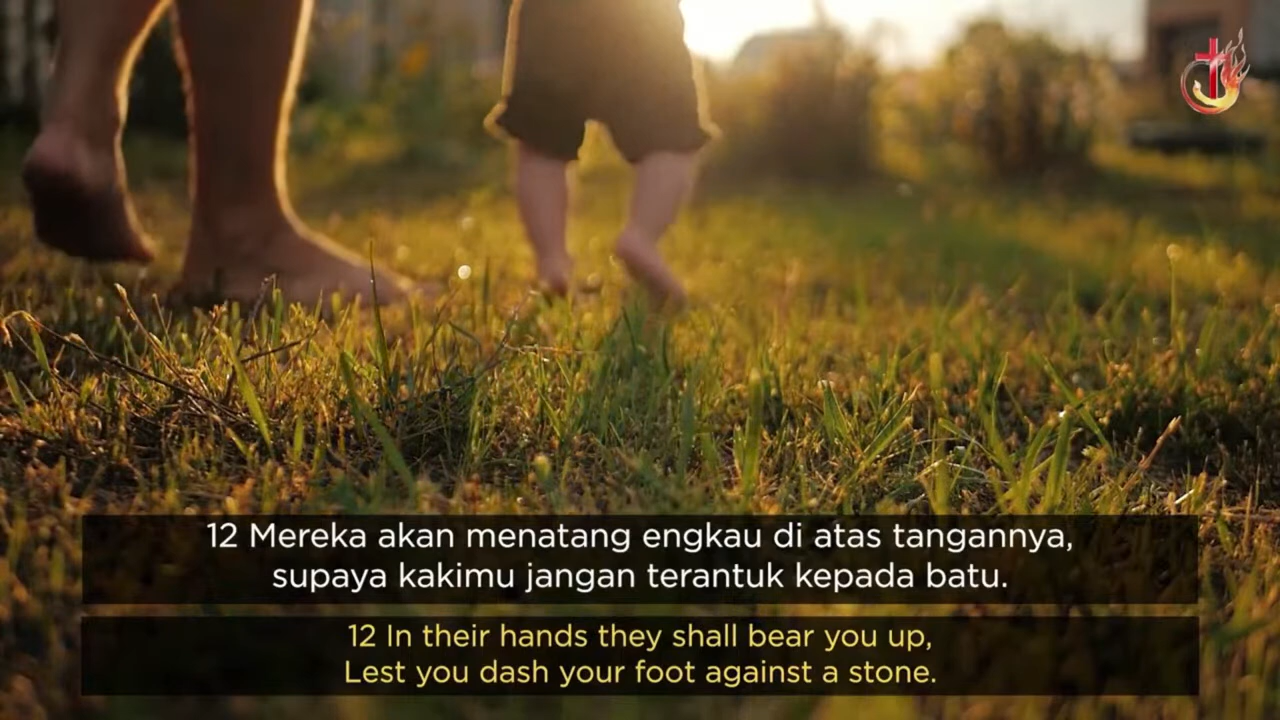 12 Mereka akan menatang engkau di atas tangannya,
supaya kakimu jangan terantuk kepada batu.
12 In their hands they shall bear you up,
Lest you dash your foot against a stone.